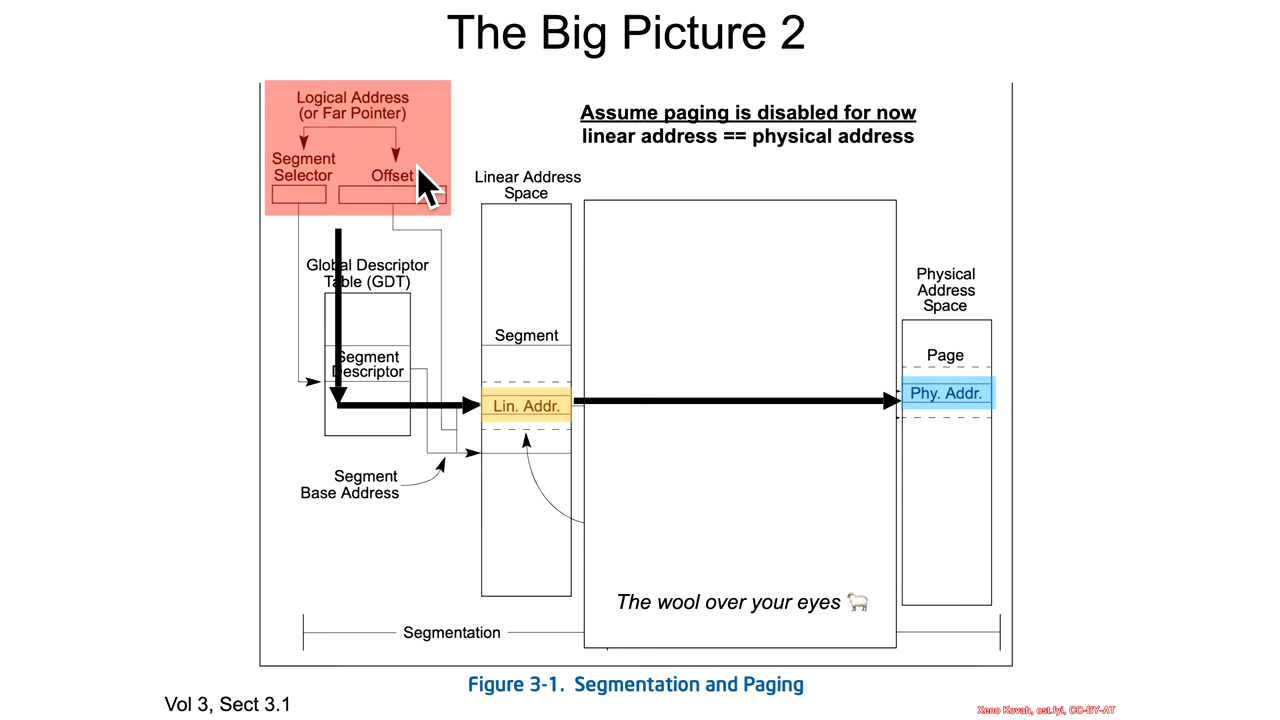 The Big Picture 2
Logical Address
(or Far Pointer)
Segment
Selector
Offset
Assume paging is disabled for now
linear address == physical address
Linear Address
Space
Global Descriptor
Table (GDT)
Segment
Descriptor
Segment
Lin. Addr.
Physical
Address
Space
Page
Phy. Addr.
Segment
Base Address
The wool over your eyes 🐑
Segmentation
Figure 3-1. Segmentation and Paging
Vol 3, Sect 3.1
Xeno Kovah, ost.fyi, CC-BY-AT